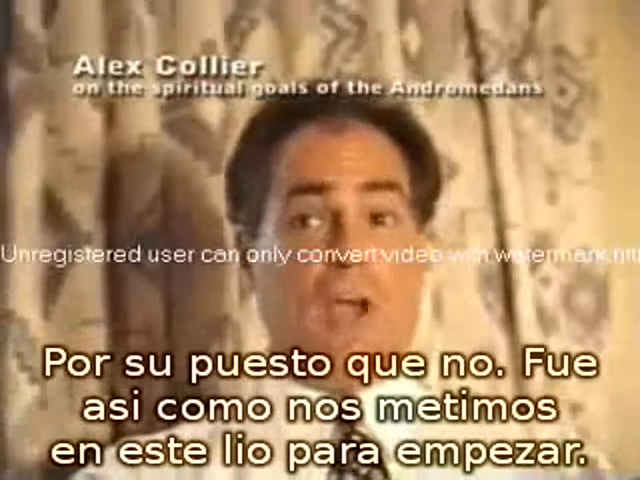 Alex Collier
on the spiritual goals of the Andromedans
Unregistered user can only convert video with watermark.
Por su puesto que no. Fue
asi como nos metimos
en este lio para empezar.